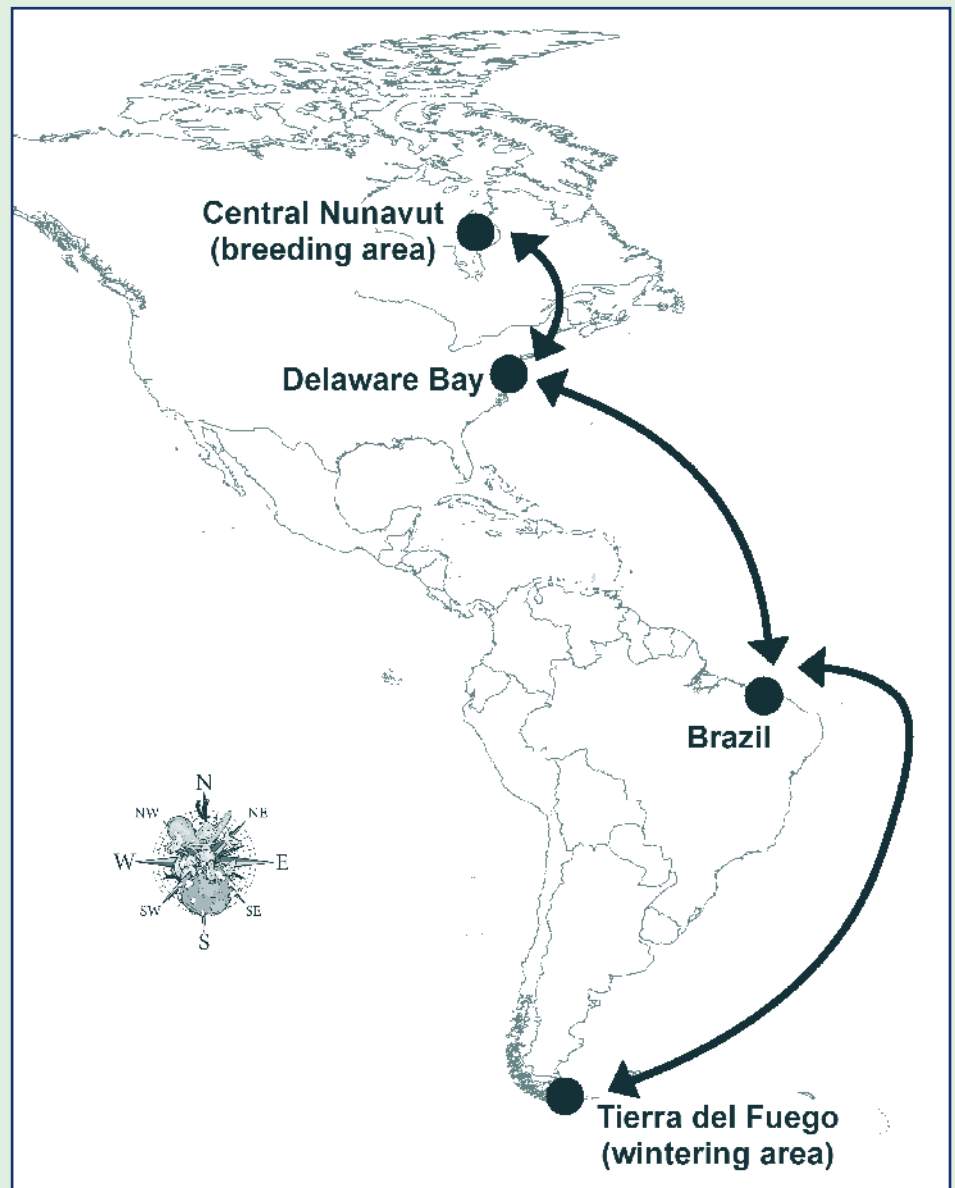 Central Nunavut
(breeding area)
Delaware Bay
Brazil
N
NW
NE
W
E
SW
SE
S
Tierra del Fuego
(wintering area)